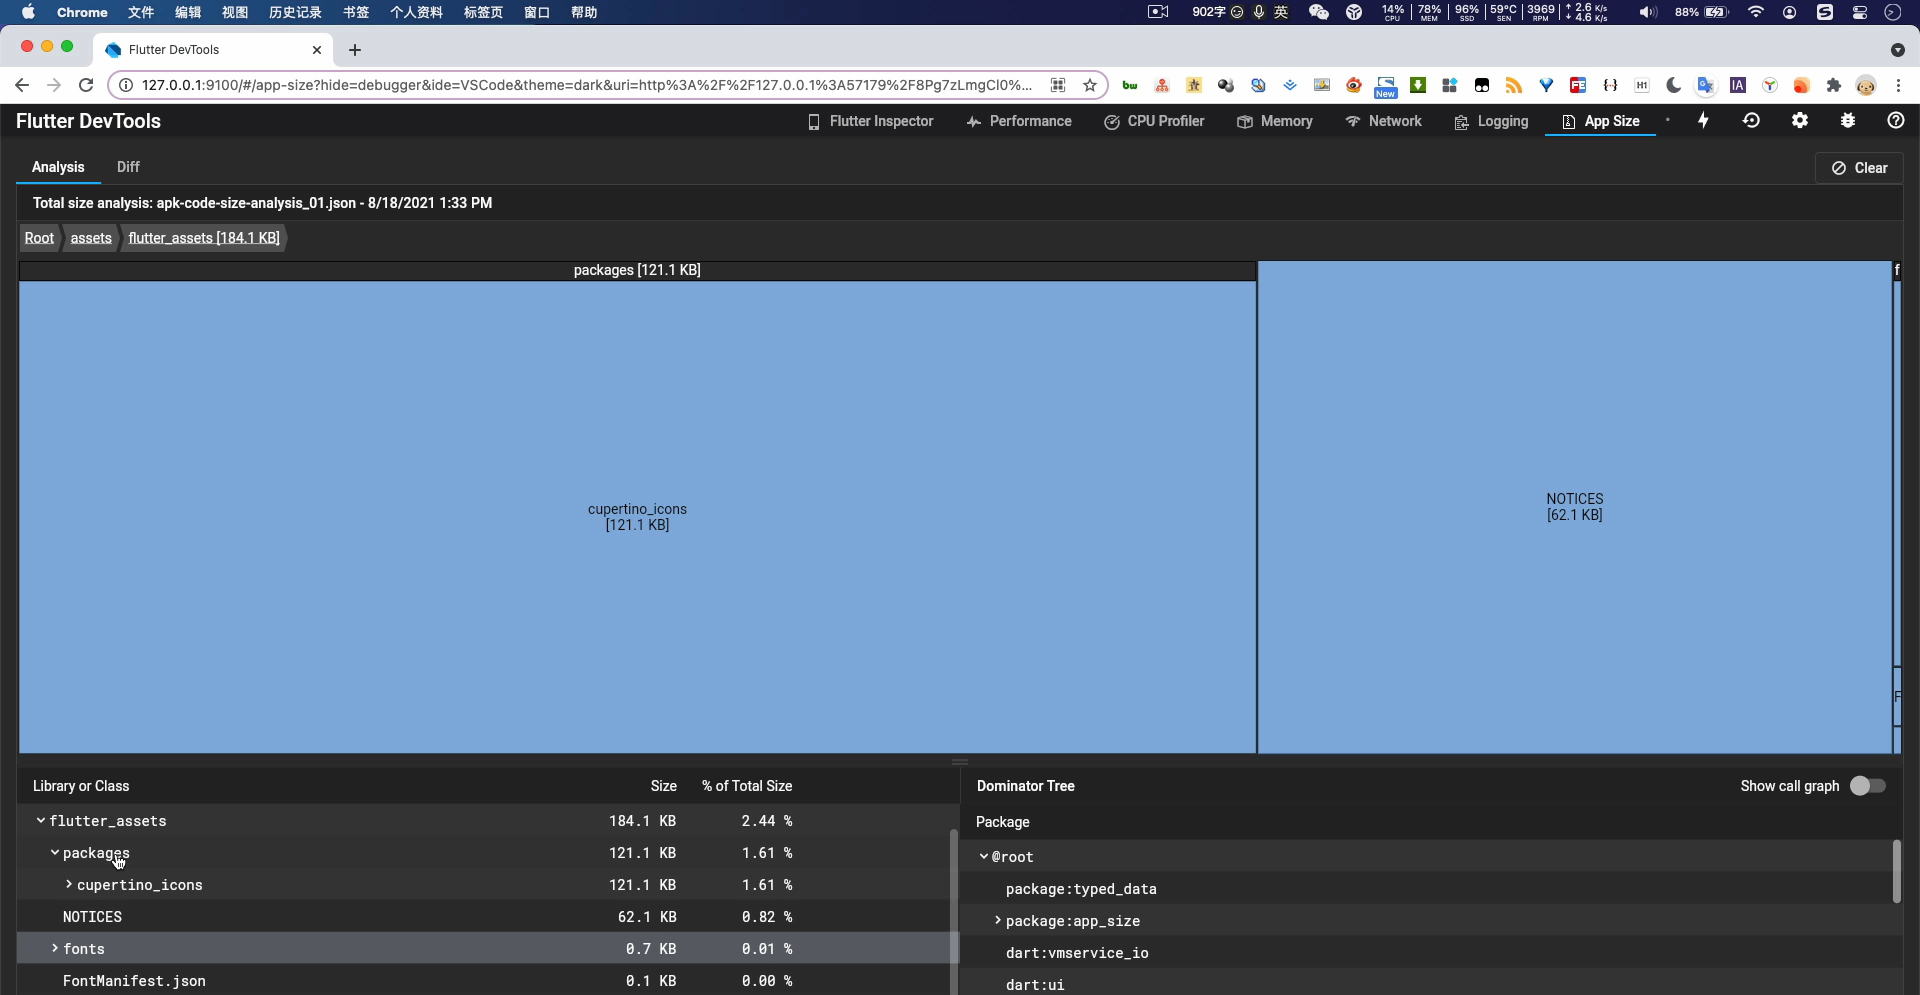 Chrome 文件 编辑 视图 历史记录 书签 个人资料 标签页 窗口 帮助 902字 英 14% CPU 78% MEM 96% SSD 59°C SEN 3969 RPM 2.6 K/s 4.6 K/s 88%
Flutter DevTools
127.0.0.1:9100/#/app-size?hide=debugger&ide=VSCode&theme=dark&uri=http%3A%2F%2F127.0.0.1%3A57179%2F8Pg7zLmgCl0%... bw New FE H1 IA
Flutter DevTools Flutter Inspector Performance CPU Profiler Memory Network Logging App Size
Analysis Diff Clear
Total size analysis: apk-code-size-analysis_01.json - 8/18/2021 1:33 PM
Root assets flutter_assets [184.1 KB]
packages [121.1 KB] f
cupertino_icons
[121.1 KB]
NOTICES
[62.1 KB]
F
Library or Class Size % of Total Size
flutter_assets 184.1 KB 2.44 %
packages 121.1 KB 1.61 %
cupertino_icons 121.1 KB 1.61 %
NOTICES 62.1 KB 0.82 %
fonts 0.7 KB 0.01 %
FontManifest.json 0.1 KB 0.00 %
Dominator Tree Show call graph
Package
@root
package:typed_data
package:app_size
dart:vmservice_io
dart:ui